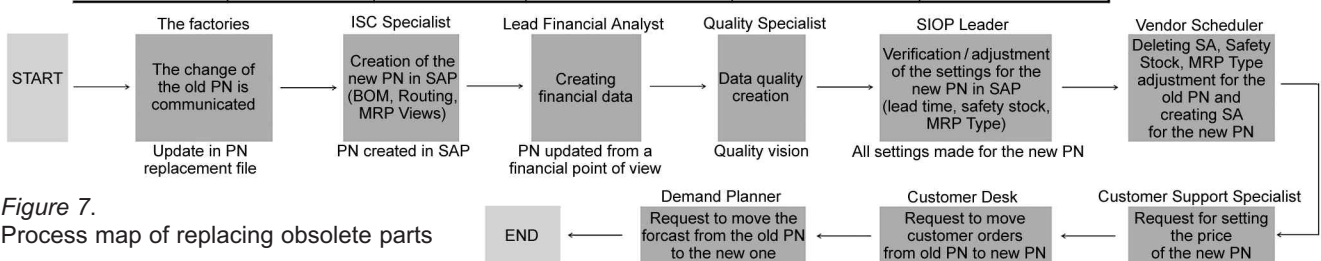 START
The factories
The change of
the old PN is
communicated
Update in PN
replacement file
ISC Specialist
Creation of the
new PN in SAP
(BOM, Routing,
MRP Views)
PN created in SAP
Lead Financial Analyst
Creating
financial data
PN updated from a
financial point of view
Quality Specialist
Data quality
creation
Quality vision
SIOP Leader
Verification / adjustment
of the settings for the
new PN in SAP
(lead time, safety stock,
MRP Type)
All settings made for the new PN
Vendor Scheduler
Deleting SA, Safety
Stock, MRP Type
adjustment for the
old PN and
creating SA
for the new PN
Customer Support Specialist
Request for setting
the price
of the new PN
Customer Desk
Request to move
customer orders
from old PN to new PN
Demand Planner
Request to move the
forcast from the old PN
to the new one
END
Figure 7.
Process map of replacing obsolete parts